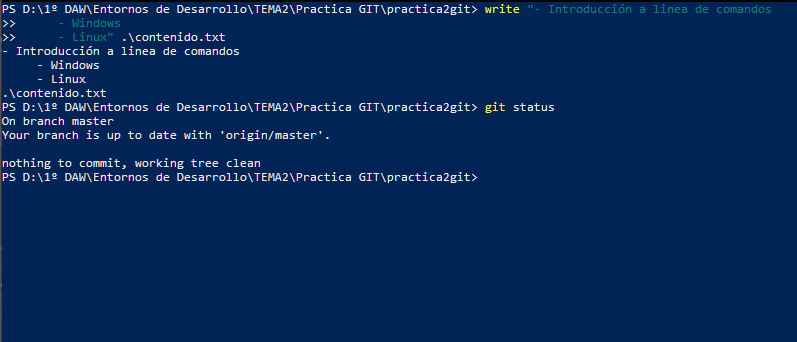 PS D:\1º DAW\Entornos de Desarrollo\TEMA2\Practica GIT\practica2git> write "- Introducción a linea de comandos
>>      - Windows
>>      - Linux" .\contenido.txt
- Introducción a linea de comandos
     - Windows
     - Linux
.\contenido.txt
PS D:\1º DAW\Entornos de Desarrollo\TEMA2\Practica GIT\practica2git> git status
On branch master
Your branch is up to date with 'origin/master'.

nothing to commit, working tree clean
PS D:\1º DAW\Entornos de Desarrollo\TEMA2\Practica GIT\practica2git>